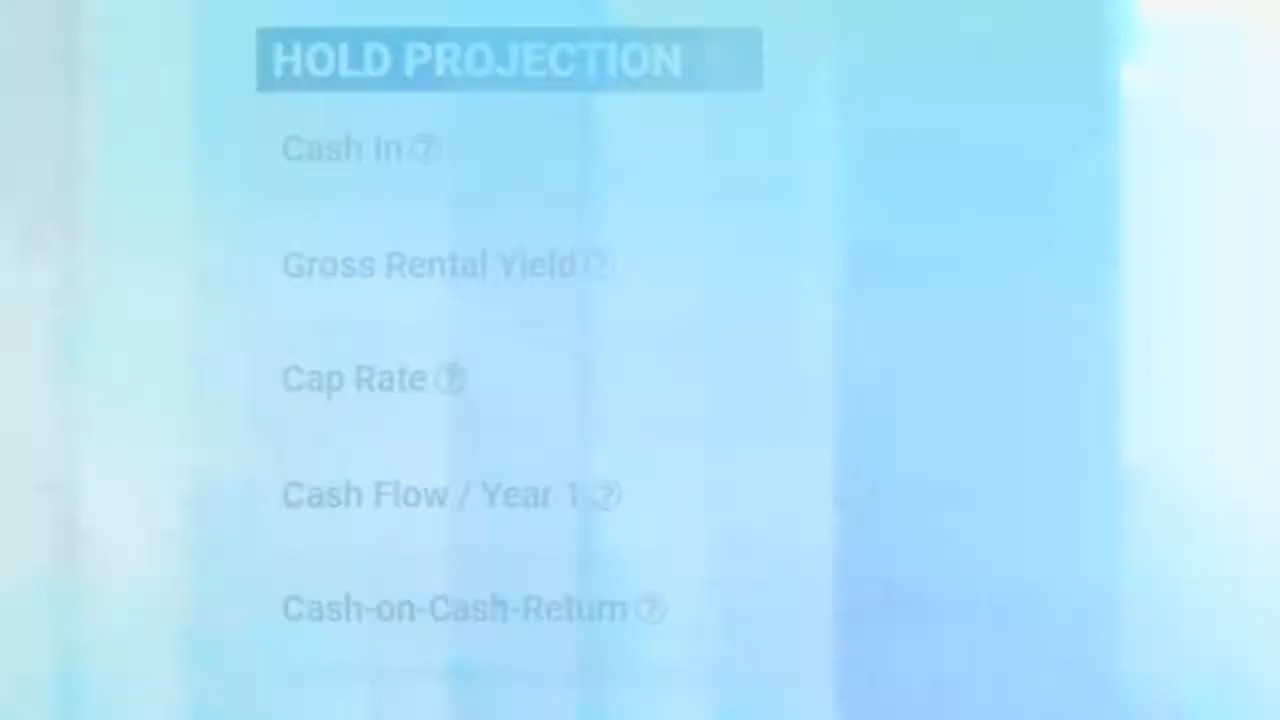 HOLD PROJECTION
Cash In
Gross Rental Yield
Cap Rate
Cash Flow / Year 1
Cash-on-Cash-Return